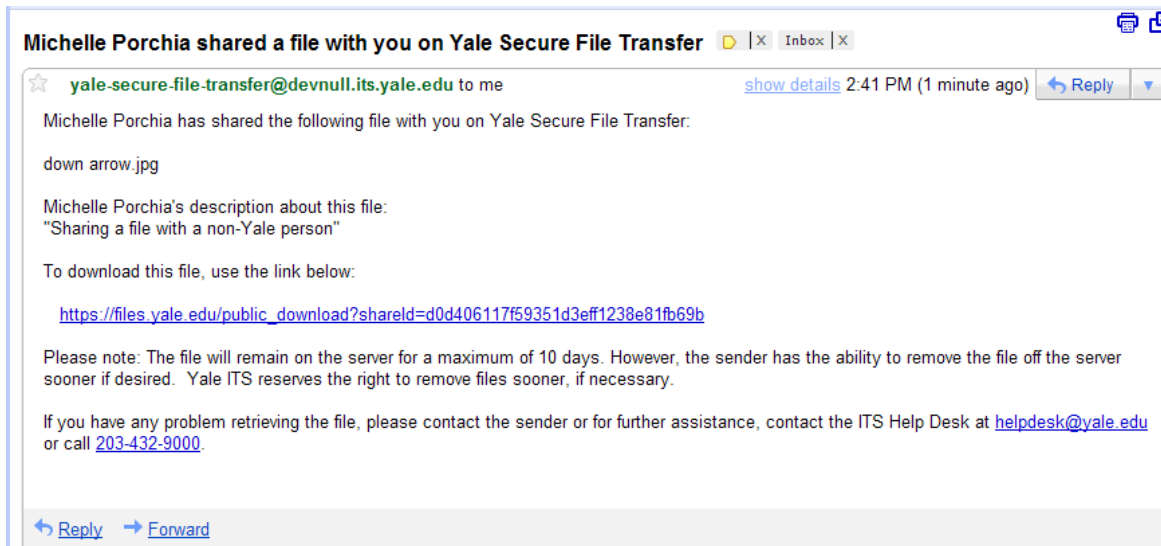 Michelle Porchia shared a file with you on Yale Secure File Transfer | X Inbox | X
yale-secure-file-transfer@devnull.its.yale.edu to me show details 2:41 PM (1 minute ago) Reply
Michelle Porchia has shared the following file with you on Yale Secure File Transfer:
down arrow.jpg
Michelle Porchia's description about this file:
"Sharing a file with a non-Yale person"
To download this file, use the link below:
https://files.yale.edu/public_download?shareId=d0d406117f59351d3eff1238e81fb69b
Please note: The file will remain on the server for a maximum of 10 days. However, the sender has the ability to remove the file off the server
sooner if desired.  Yale ITS reserves the right to remove files sooner, if necessary.
If you have any problem retrieving the file, please contact the sender or for further assistance, contact the ITS Help Desk at helpdesk@yale.edu
or call 203-432-9000.
Reply Forward